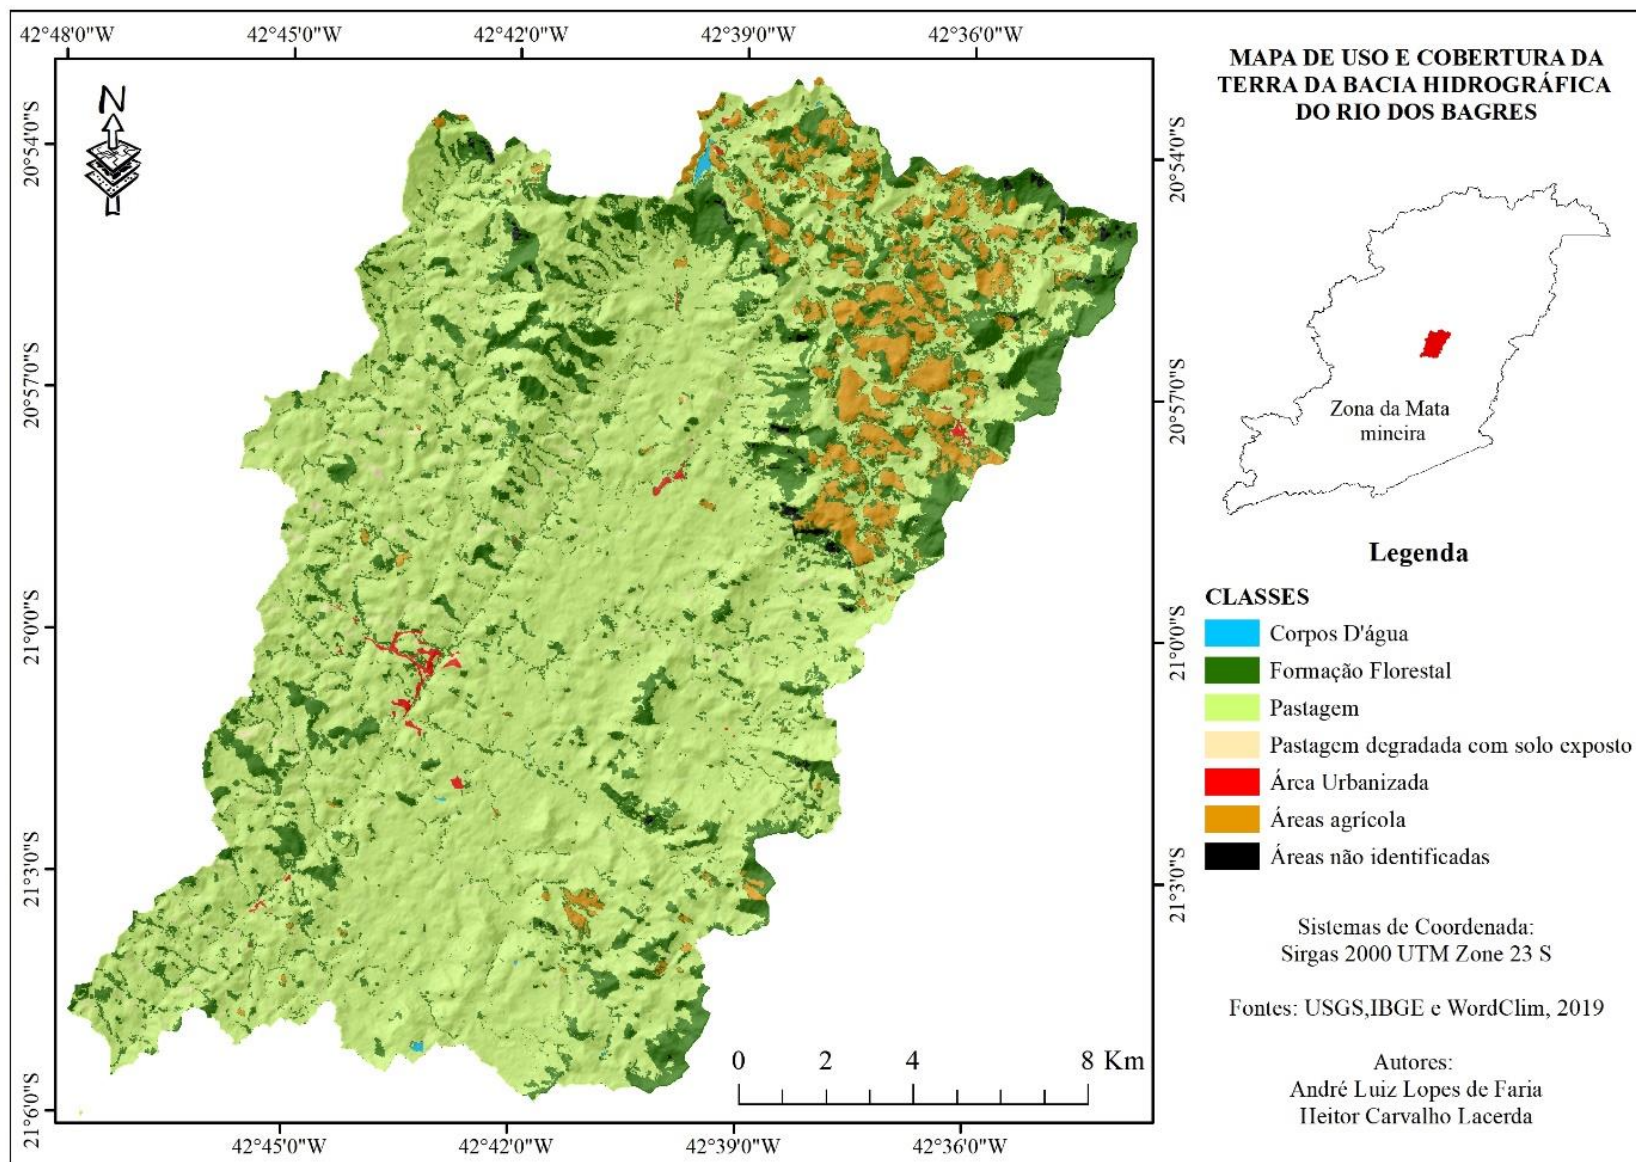 42°48'0"W
42°45'0"W
42°42'0"W
42°39'0"W
42°36'0"W
N
20°54'0"S
20°57'0"S
21°0'0"S
21°3'0"S
21°6'0"S
20°54'0"S
20°57'0"S
21°0'0"S
21°3'0"S
42°45'0"W
42°42'0"W
42°39'0"W
42°36'0"W
0 2 4 8 Km
MAPA DE USO E COBERTURA DA
TERRA DA BACIA HIDROGRÁFICA
DO RIO DOS BAGRES
Zona da Mata
mineira
Legenda
CLASSES
Corpos D'água
Formação Florestal
Pastagem
Pastagem degradada com solo exposto
Área Urbanizada
Áreas agrícola
Áreas não identificadas
Sistemas de Coordenada:
Sirgas 2000 UTM Zone 23 S
Fontes: USGS,IBGE e WordClim, 2019
Autores:
André Luiz Lopes de Faria
Heitor Carvalho Lacerda